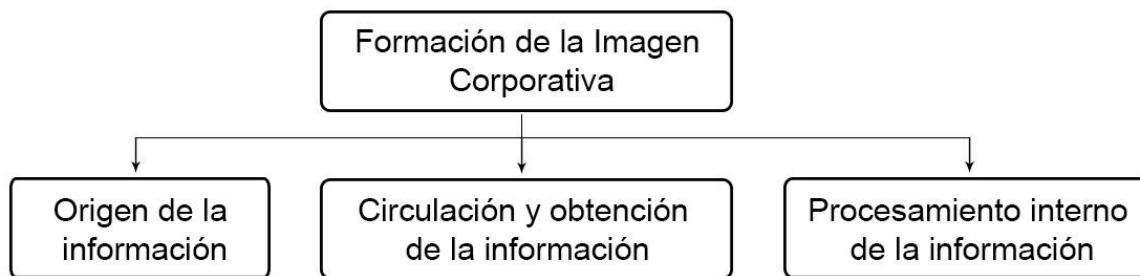 Formación de la Imagen
Corporativa
Origen de la
información
Circulación y obtención
de la información
Procesamiento interno
de la información